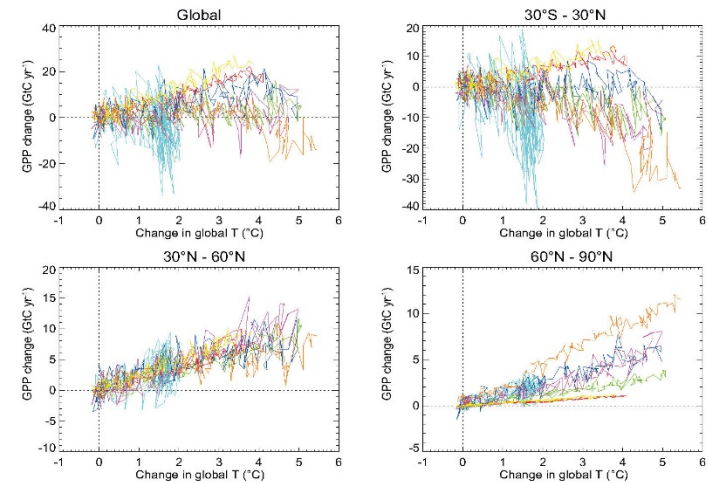 Global
GPP change (GtC yr⁻¹)
40
20
0
-20
-40
-1 0 1 2 3 4 5 6
Change in global T (°C)
30°S - 30°N
GPP change (GtC yr⁻¹)
20
10
0
-10
-20
-30
-40
-1 0 1 2 3 4 5 6
Change in global T (°C)
30°N - 60°N
GPP change (GtC yr⁻¹)
20
15
10
5
0
-5
-10
-1 0 1 2 3 4 5 6
Change in global T (°C)
60°N - 90°N
GPP change (GtC yr⁻¹)
15
10
5
0
-5
-1 0 1 2 3 4 5 6
Change in global T (°C)